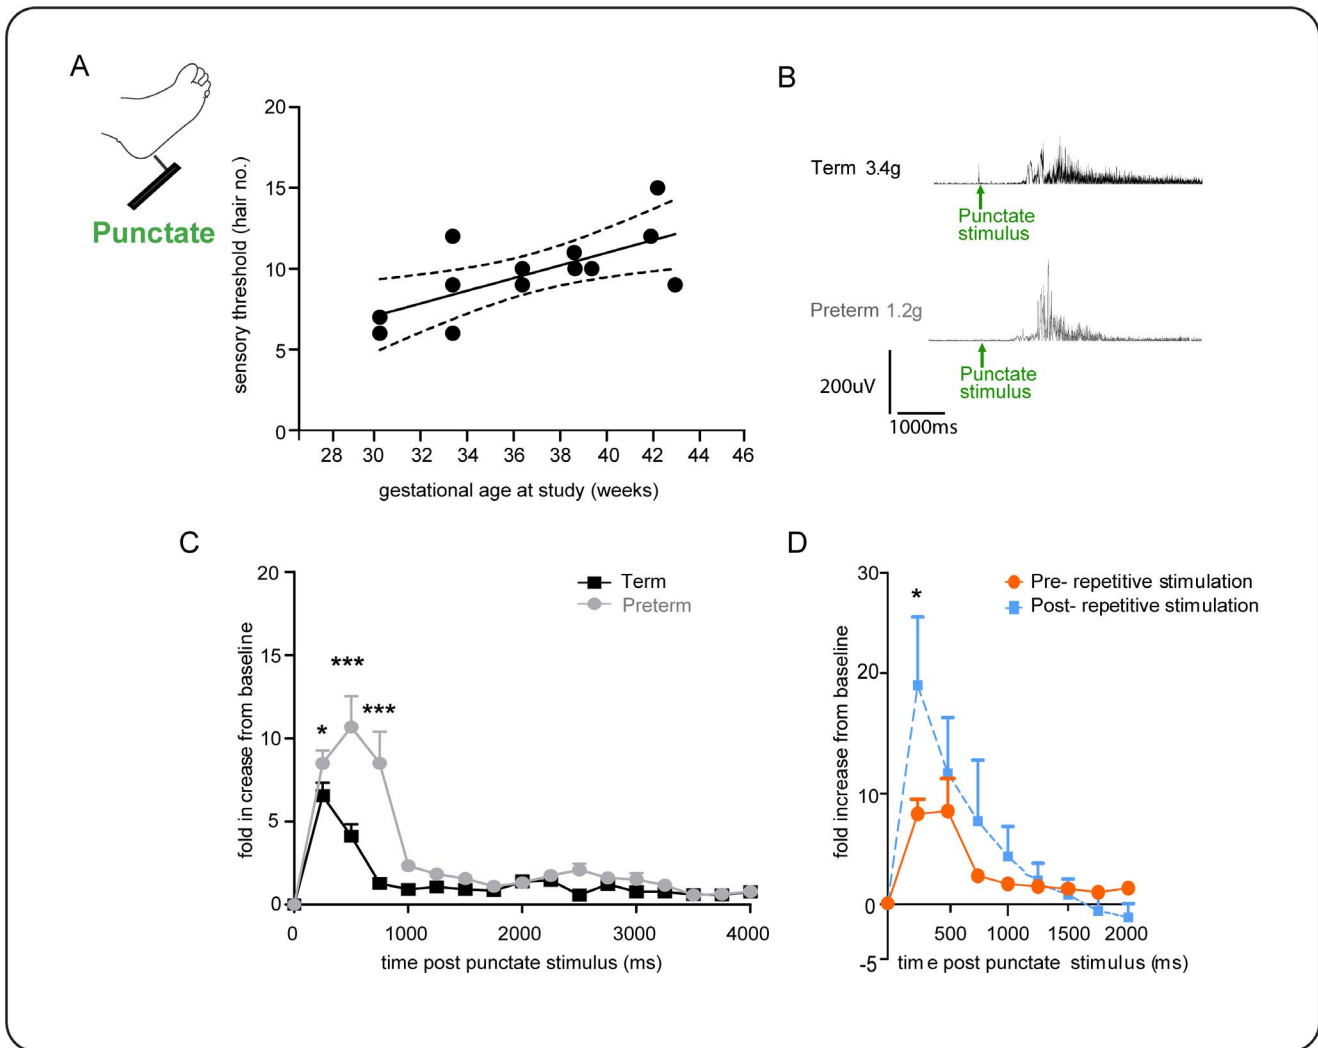 A
Punctate
sensory threshold (hair no.)
20
15
10
5
0
28 30 32 34 36 38 40 42 44 46
gestational age at study (weeks)
B
Term 3.4g
Punctate
stimulus
Preterm 1.2g
Punctate
stimulus
200uV
1000ms
C
fold in crease from baseline
20
15
10
5
0
Term
Preterm
*
***
***
0 1000 2000 3000 4000
time post punctate stimulus (ms)
D
fold increase from baseline
30
20
10
0
-5
Pre- repetitive stimulation
Post- repetitive stimulation
*
500 1000 1500 2000
tim e post punctate stimulus (ms)